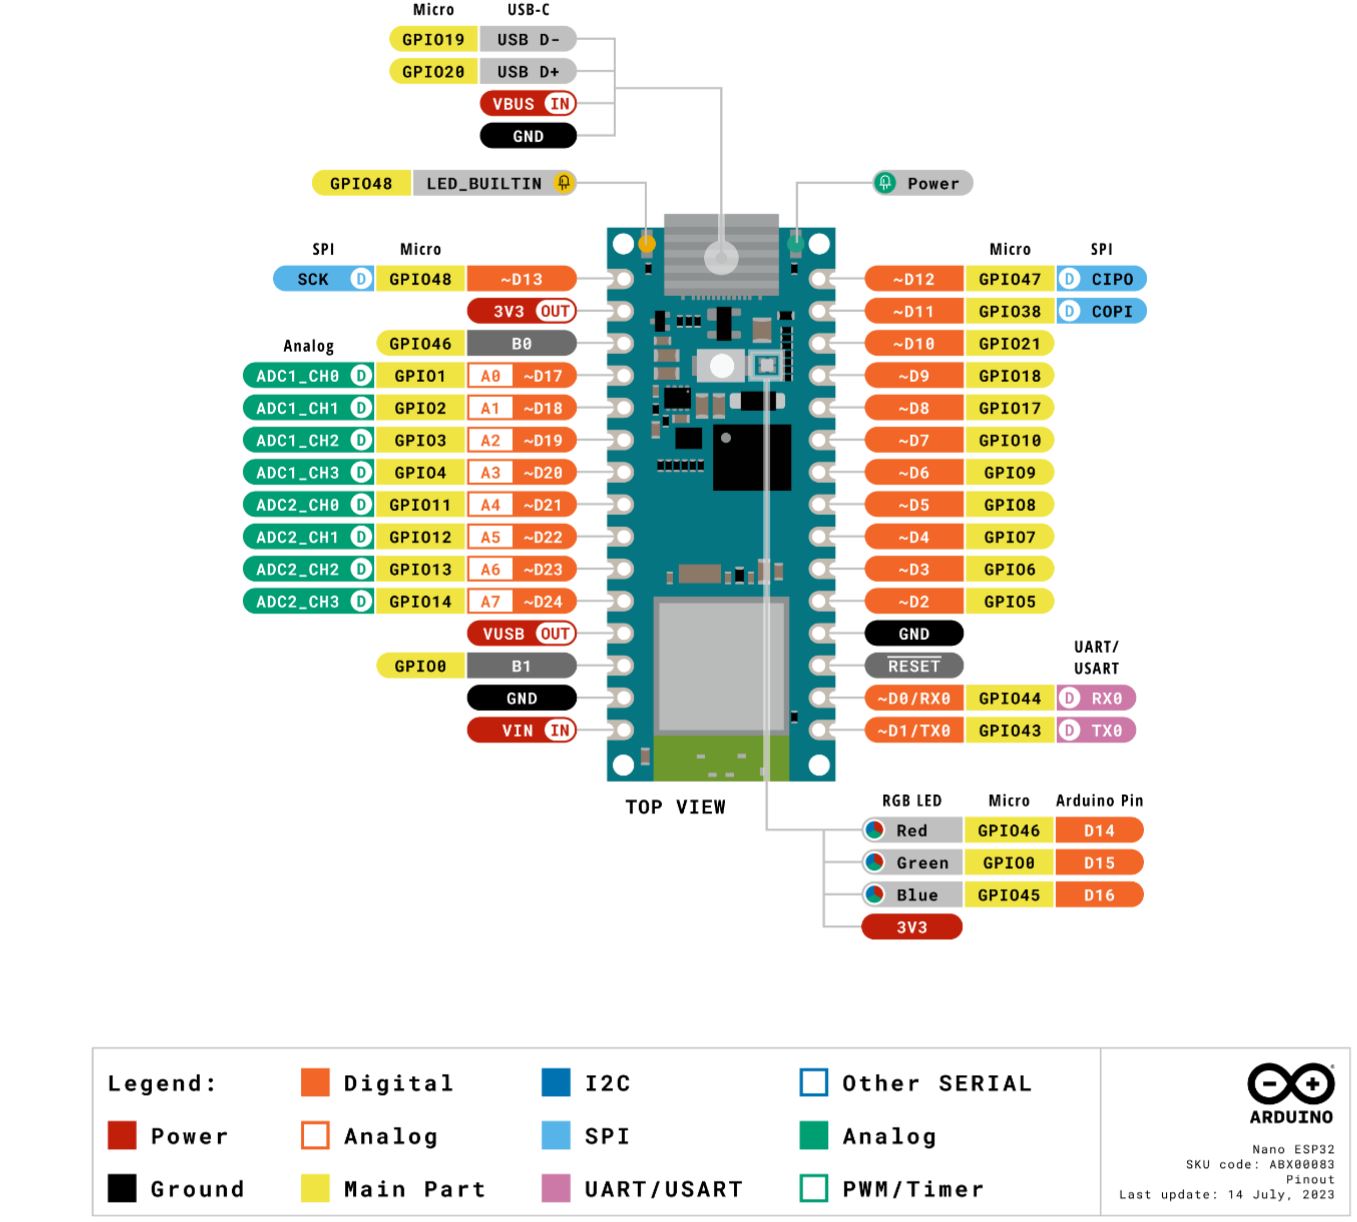 Micro USB-C
GPIO19 USB D-
GPIO20 USB D+
VBUS IN
GND
GPIO48 LED_BUILTIN
Power
SPI Micro
SCK D GPIO48 ~D13
3V3 OUT
GPIO46 B0
Analog
ADC1_CH0 D GPIO1 A0 ~D17
ADC1_CH1 D GPIO2 A1 ~D18
ADC1_CH2 D GPIO3 A2 ~D19
ADC1_CH3 D GPIO4 A3 ~D20
ADC2_CH0 D GPIO11 A4 ~D21
ADC2_CH1 D GPIO12 A5 ~D22
ADC2_CH2 D GPIO13 A6 ~D23
ADC2_CH3 D GPIO14 A7 ~D24
VUSB OUT
GPIO0 B1
GND
VIN IN
Micro SPI
~D12 GPIO47 D CIPO
~D11 GPIO38 D COPI
~D10 GPIO21
~D9 GPIO18
~D8 GPIO17
~D7 GPIO10
~D6 GPIO9
~D5 GPIO8
~D4 GPIO7
~D3 GPIO6
~D2 GPIO5
GND
RESET
UART/
USART
~D0/RX0 GPIO44 D RX0
~D1/TX0 GPIO43 D TX0
TOP VIEW
RGB LED Micro Arduino Pin
Red GPIO46 D14
Green GPIO0 D15
Blue GPIO45 D16
3V3
Legend:
Power
Ground
Digital
Analog
Main Part
I2C
SPI
UART/USART
Other SERIAL
Analog
PWM/Timer
ARDUINO
Nano ESP32
SKU code: ABX00083
Pinout
Last update: 14 July, 2023